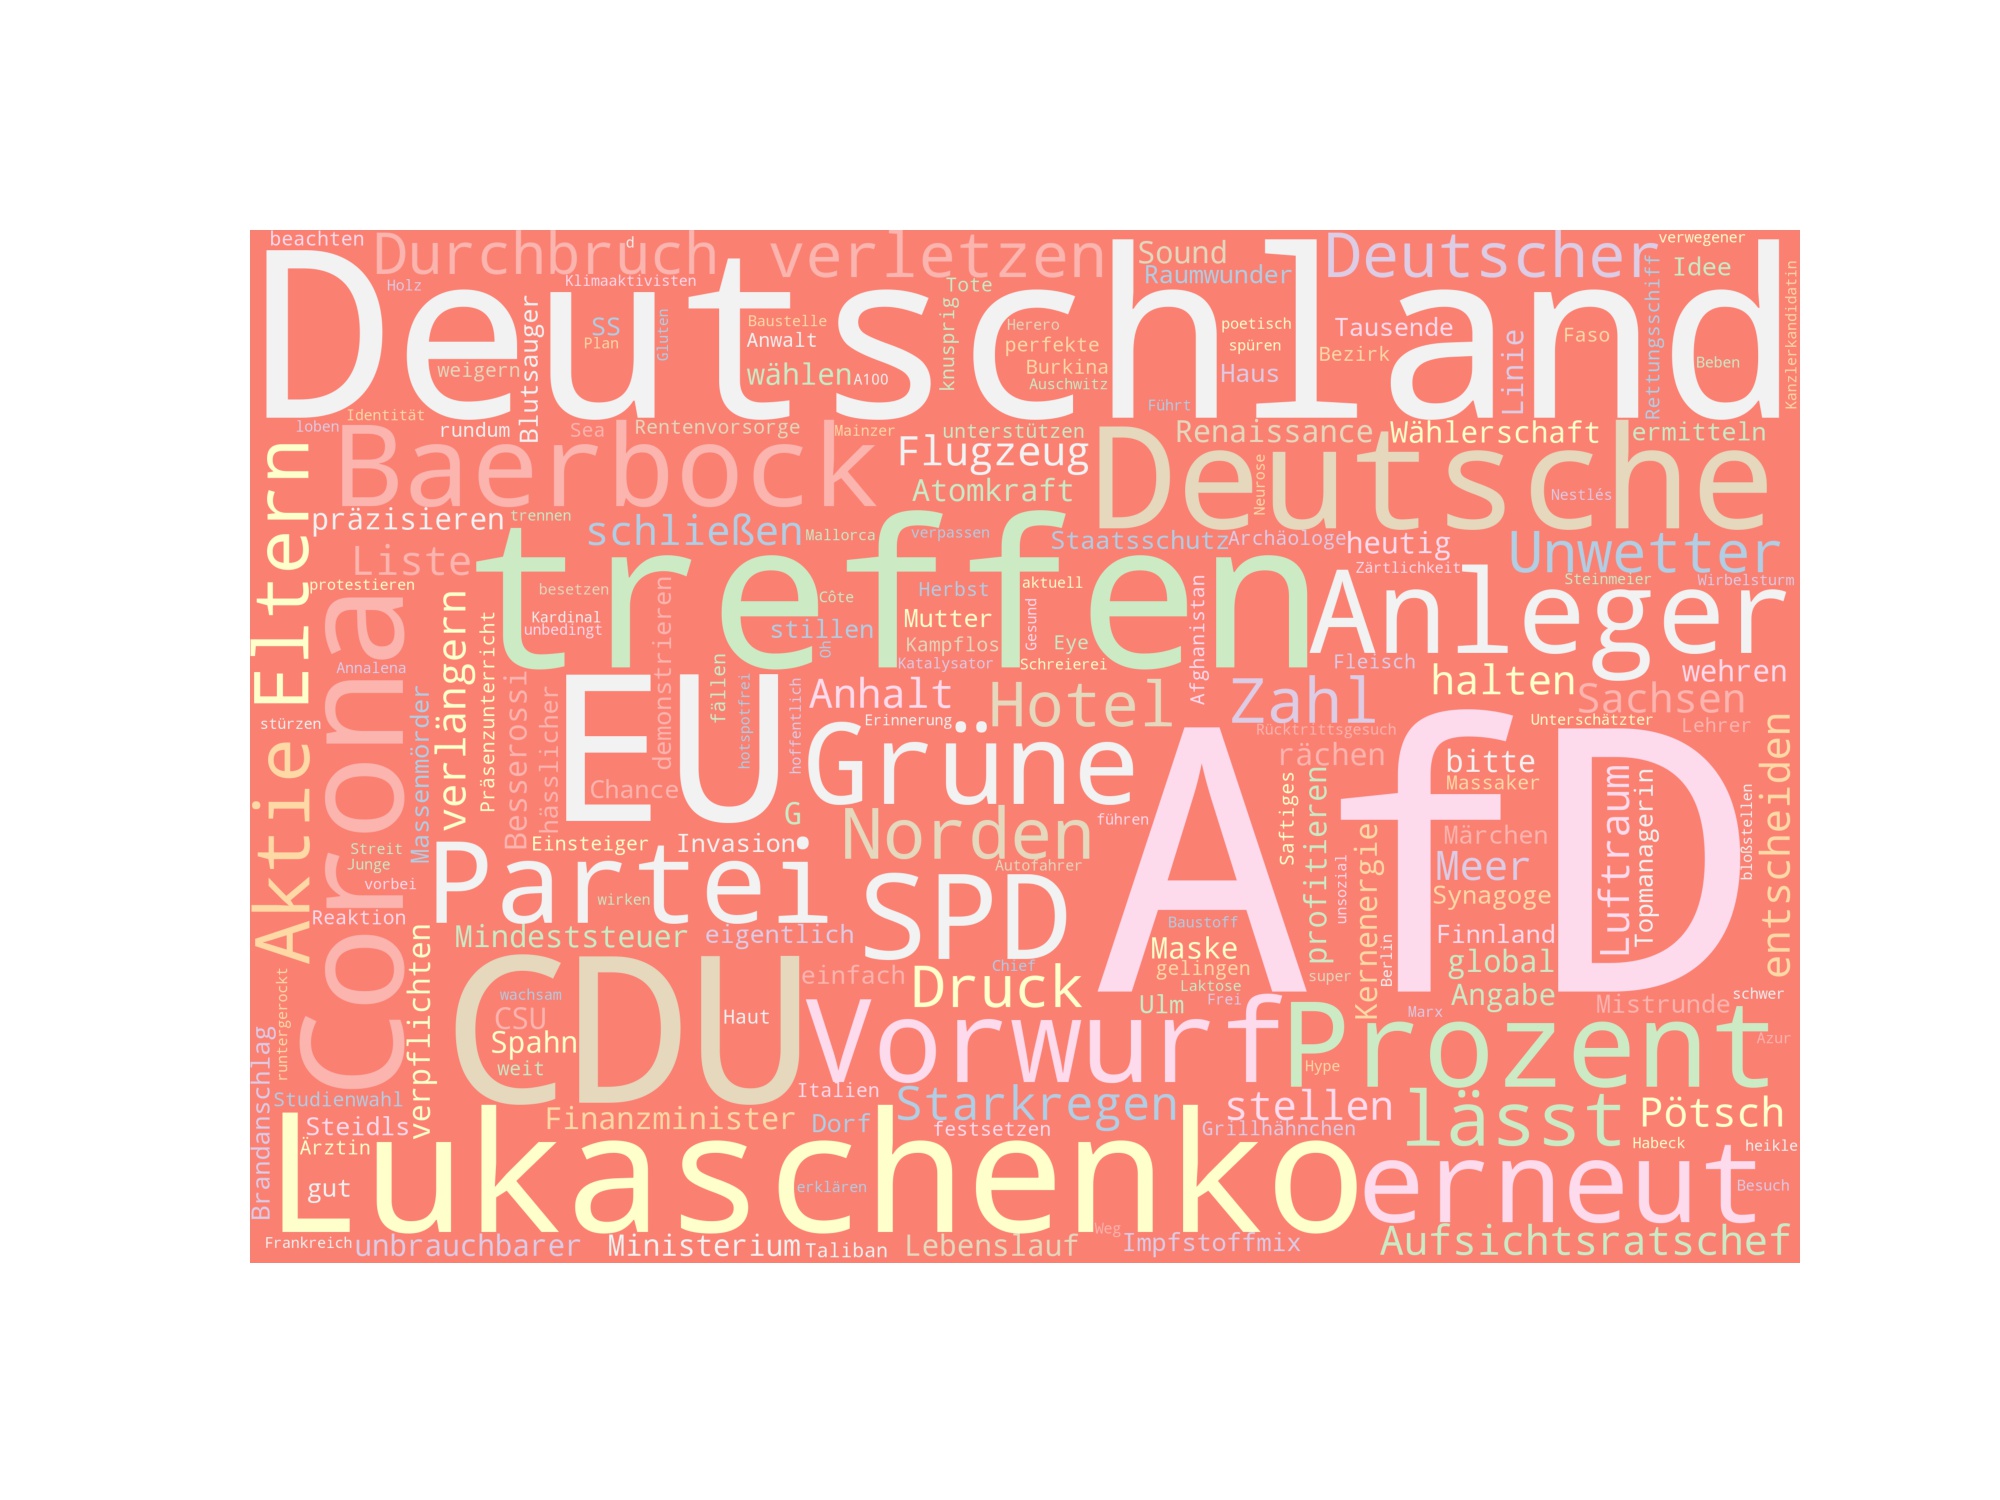 beachten
Durchbruch
d
verletzen
Sound
Deutscher
verwegener
Idee
Holz
Klimaaktivisten
Tote
Raumwunder
Rettungsschiff
Kanzlerkandidatin
Deutschland
Blutsauger
SS
Plan
Gluten
Baustelle
Anwalt
knusprig
Herero
perfekte
poetisch
spüren
Tausende
Bezirk
Linie
Faso
Beben
weigern
wählen
A100
Burkina
Auschwitz
Haus
Führt
loben
Identität
rundum
Sea
Rentenvorsorge
Mainzer
unterstützen
Renaissance
Wählerschaft
ermitteln
Eltern
Baerbock
Flugzeug
Deutsche
Atomkraft
Neurose
Nestlés
präzisieren
trennen
schließen
Mallorca
verpassen
Staatsschutz
Archäologe
heutig
Unwetter
Liste
treffen
Zärtlichkeit
Steinmeier
Wirbelsturm
protestieren
besetzen
Côte
Herbst
aktuell
Anleger
Corona
verlängern
Präsenzunterricht
Kardinal
unbedingt
demonstrieren
stillen
Oh
Mutter
Kampflos
Gesund
Eye
Afghanistan
Annalena
Katalysator
Schreierei
Fleisch
wehren
stürzen
Massenmörder
Besserossi
hässlicher
EU
fällen
hotspotfrei
hoffentlich
Anhalt
Erinnerung
Hotel
Zahl
halten
Sachsen
Rücktrittsgesuch
Unterschätzter
Lehrer
Aktie
Chance
G
Grüne
rächen
bitte
Massaker
entscheiden
Streit
Junge
vorbei
Einsteiger
Invasion
Norden
führen
AfD
Saftiges
profitieren
Kernenergie
Märchen
Meer
Luftraum
Topmanagerin
bloßstellen
Partei
Autofahrer
unsozial
Synagoge
Reaktion
wirken
SPD
Baustoff
Mindeststeuer
eigentlich
Maske
gelingen
Laktose
Frei
Berlin
Finnland
global
Angabe
verpflichten
runtergerockt
CDU
einfach
Chief
Druck
super
Ulm
Mistrunde
schwer
wachsam
CSU
Haut
Spahn
weit
Vorwurf
Marx
Prozent
Azur
Hype
Brandanschlag
Studienwahl
Italien
Starkregen
stellen
lässt
Pötsch
Steidls
Finanzminister
Dorf
festsetzen
Grillhähnchen
Habeck
heikle
Ärztin
Lukaschenko
gut
erklären
erneut
Besuch
Frankreich
unbrauchbarer
Ministerium
Taliban
Lebenslauf
Weg
Impfstoffmix
Aufsichtsratschef